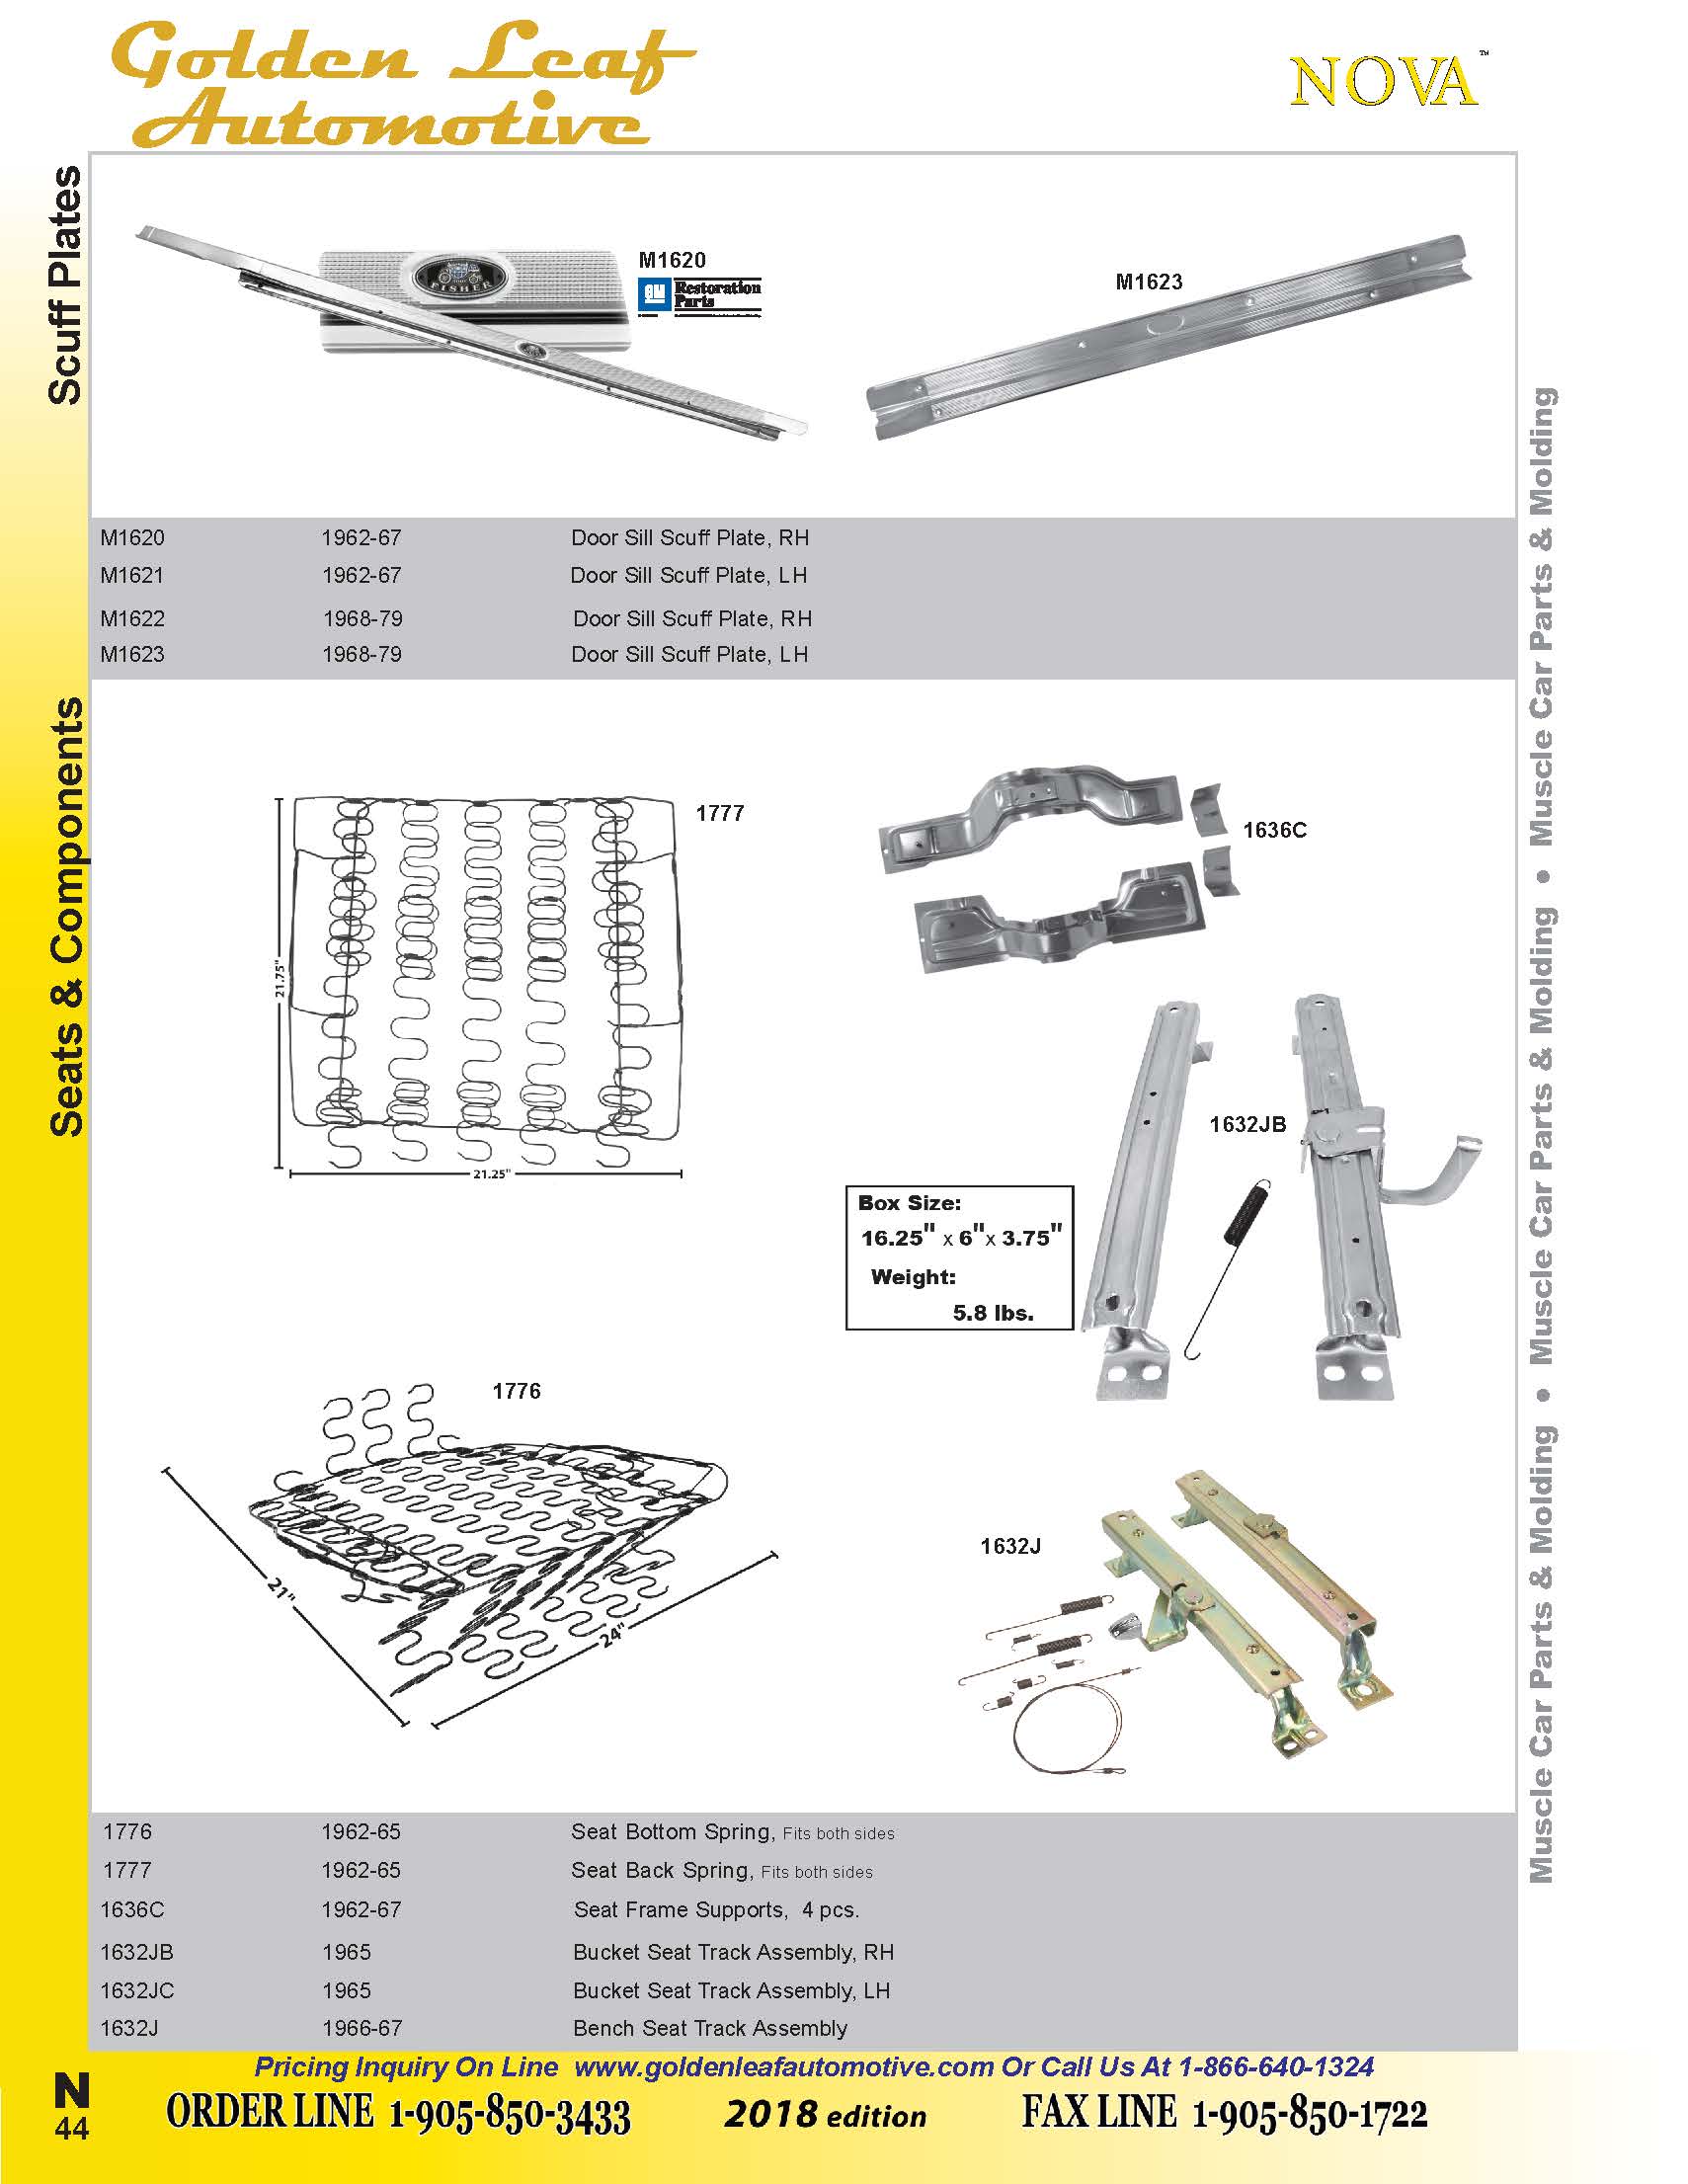 Golden Leaf
Automotive
NOVA™
Scuff Plates
M1620
GM Restoration
Parts
M1623
FISHER
M1620 1962-67 Door Sill Scuff Plate, RH
M1621 1962-67 Door Sill Scuff Plate, LH
M1622 1968-79 Door Sill Scuff Plate, RH
M1623 1968-79 Door Sill Scuff Plate, LH
Seats & Components
1777
21.75"
21.25"
1636C
1632JB
Box Size:
16.25" x 6"x 3.75"
Weight:
5.8 lbs.
1776
21"
24"
1632J
1776 1962-65 Seat Bottom Spring, Fits both sides
1777 1962-65 Seat Back Spring, Fits both sides
1636C 1962-67 Seat Frame Supports, 4 pcs.
1632JB 1965 Bucket Seat Track Assembly, RH
1632JC 1965 Bucket Seat Track Assembly, LH
1632J 1966-67 Bench Seat Track Assembly
Muscle Car Parts & Molding • Muscle Car Parts & Molding • Muscle Car Parts & Molding
Pricing Inquiry On Line www.goldenleafautomotive.com Or Call Us At 1-866-640-1324
N
44
ORDER LINE 1-905-850-3433 2018 edition FAX LINE 1-905-850-1722